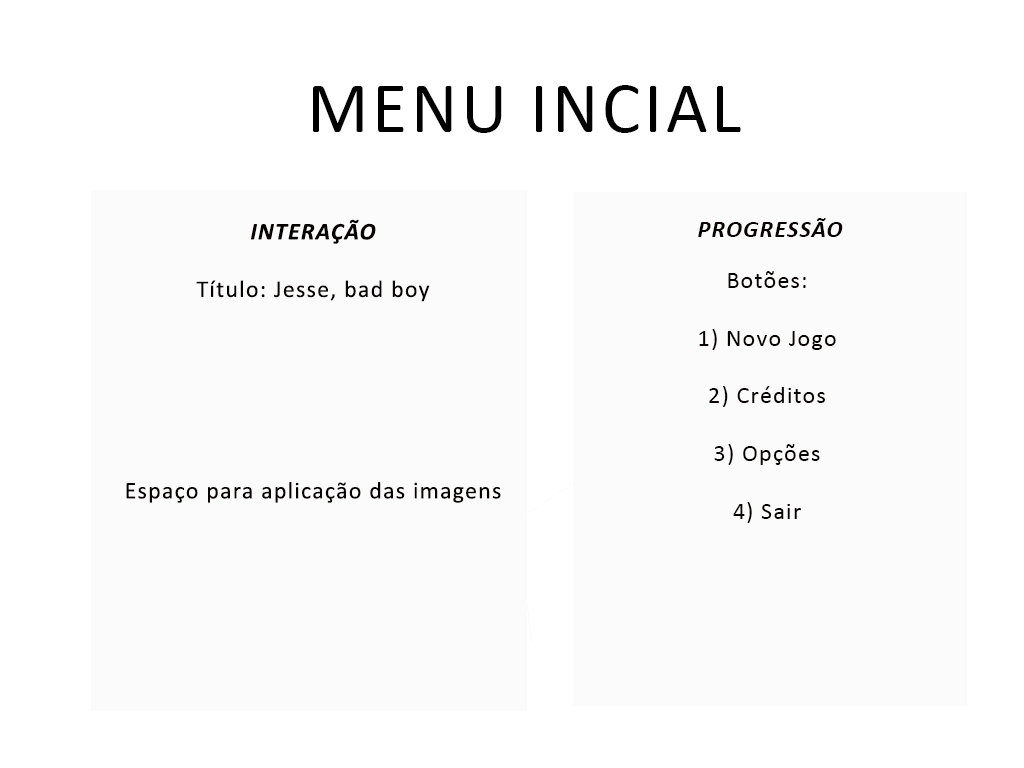 MENU INCIAL
INTERAÇÃO
Título: Jesse, bad boy
Espaço para aplicação das imagens
PROGRESSÃO
Botões:
1) Novo Jogo
2) Créditos
3) Opções
4) Sair